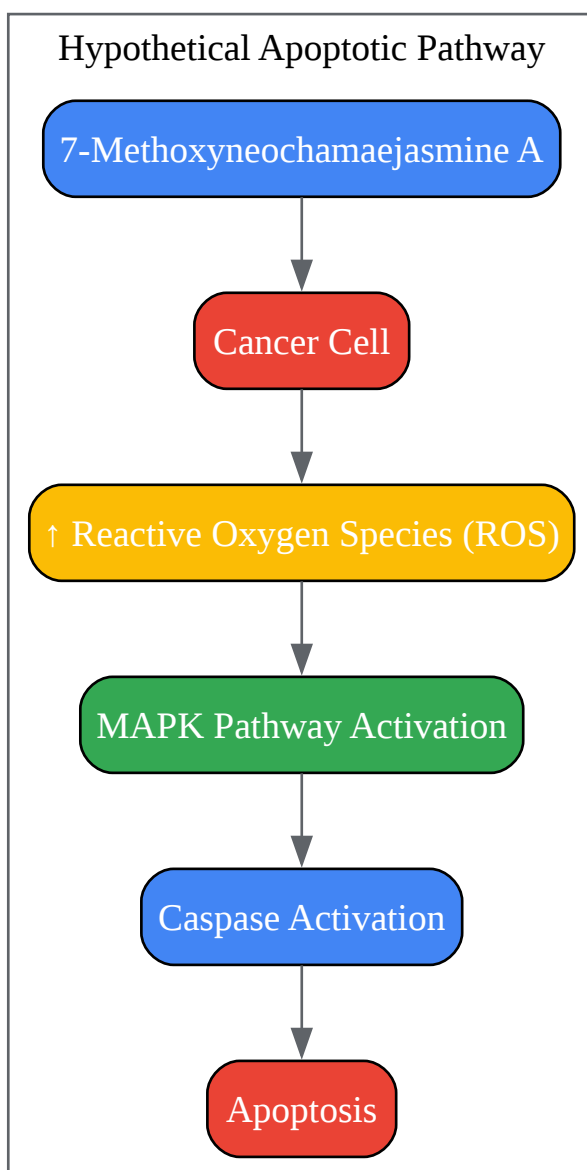 Hypothetical Apoptotic Pathway
7-Methoxyneochamaejasmine A
Cancer Cell
↑ Reactive Oxygen Species (ROS)
MAPK Pathway Activation
Caspase Activation
Apoptosis